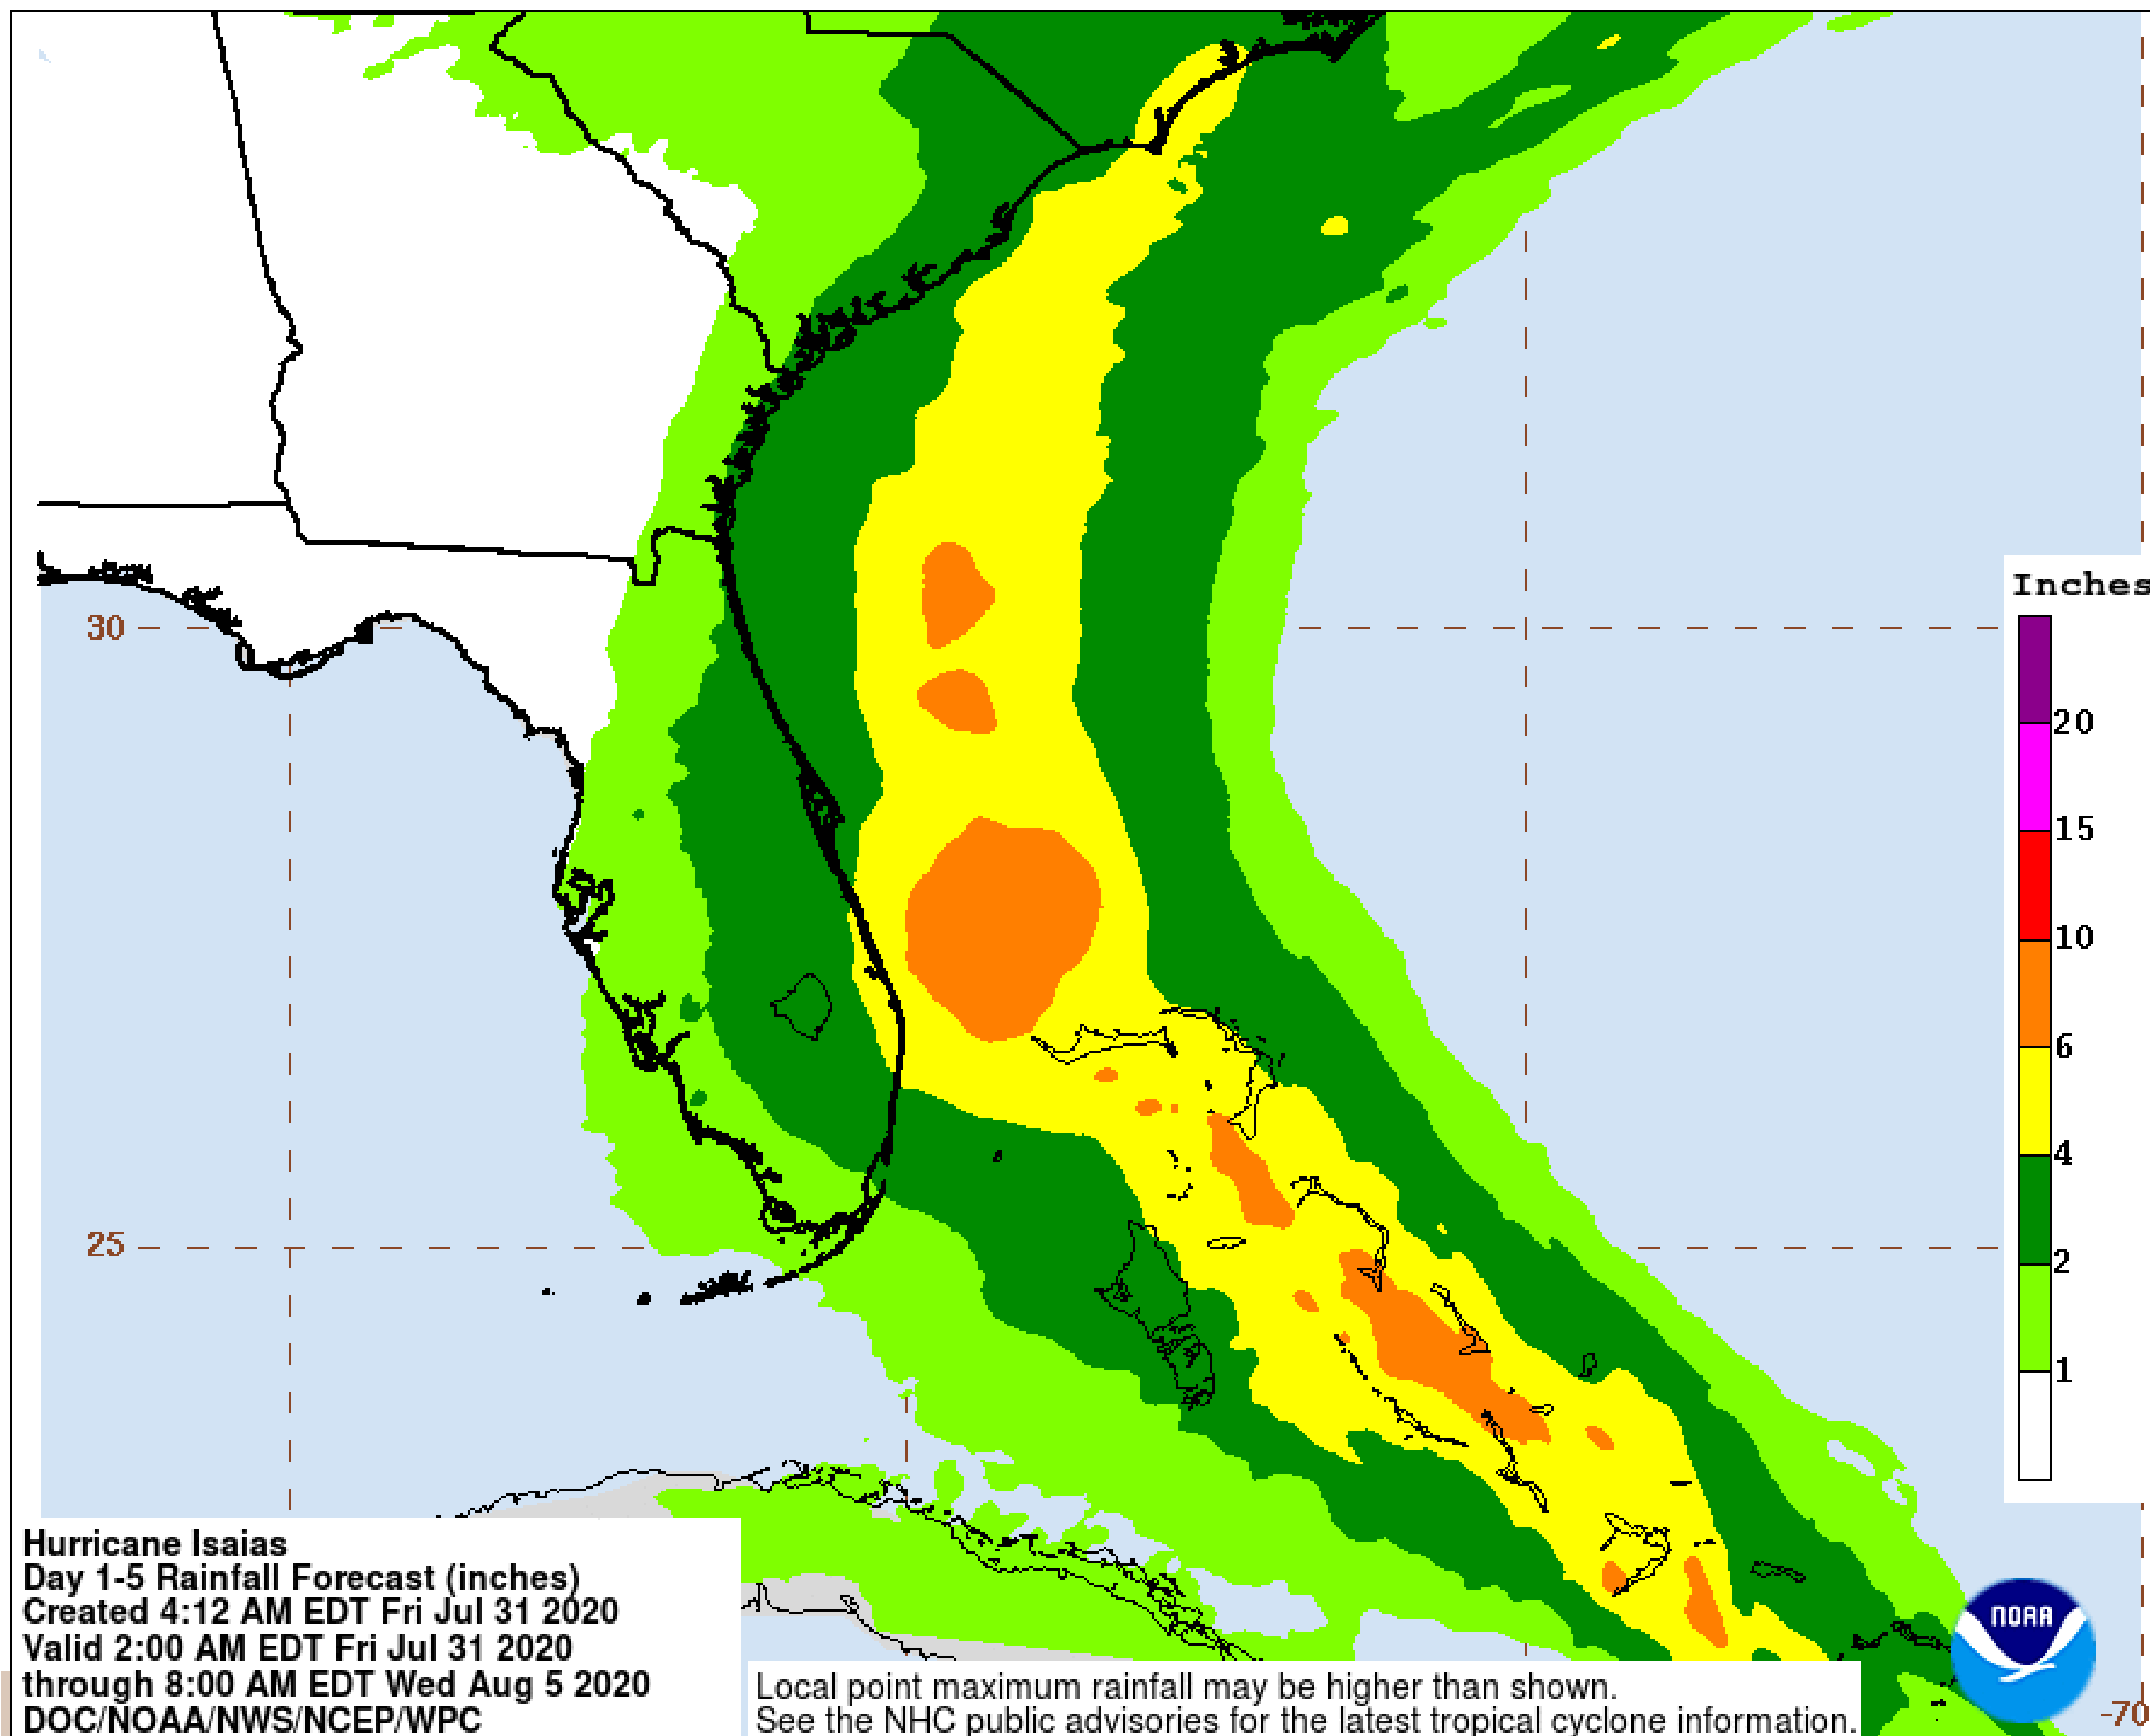 30
25
Inches
20
15
10
6
4
2
1
Hurricane Isaias
Day 1-5 Rainfall Forecast (inches)
Created 4:12 AM EDT Fri Jul 31 2020
Valid 2:00 AM EDT Fri Jul 31 2020
through 8:00 AM EDT Wed Aug 5 2020
DOC/NOAA/NWS/NCEP/WPC
Local point maximum rainfall may be higher than shown.
See the NHC public advisories for the latest tropical cyclone information.
NOAA
-70